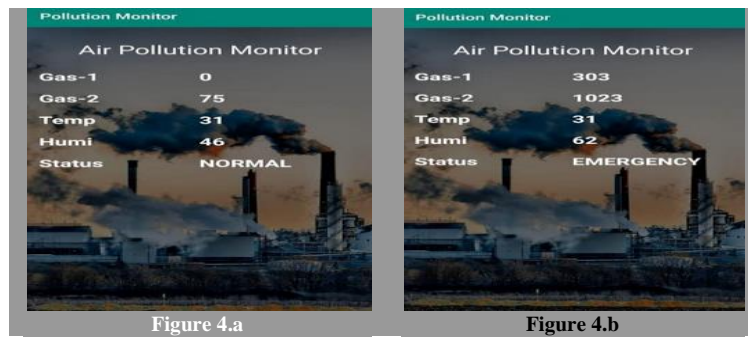 Pollution Monitor
Air Pollution Monitor
Gas-1 0
Gas-2 75
Temp 31
Humi 46
Status NORMAL
Figure 4.a
Pollution Monitor
Air Pollution Monitor
Gas-1 303
Gas-2 1023
Temp 31
Humi 62
Status EMERGENCY
Figure 4.b